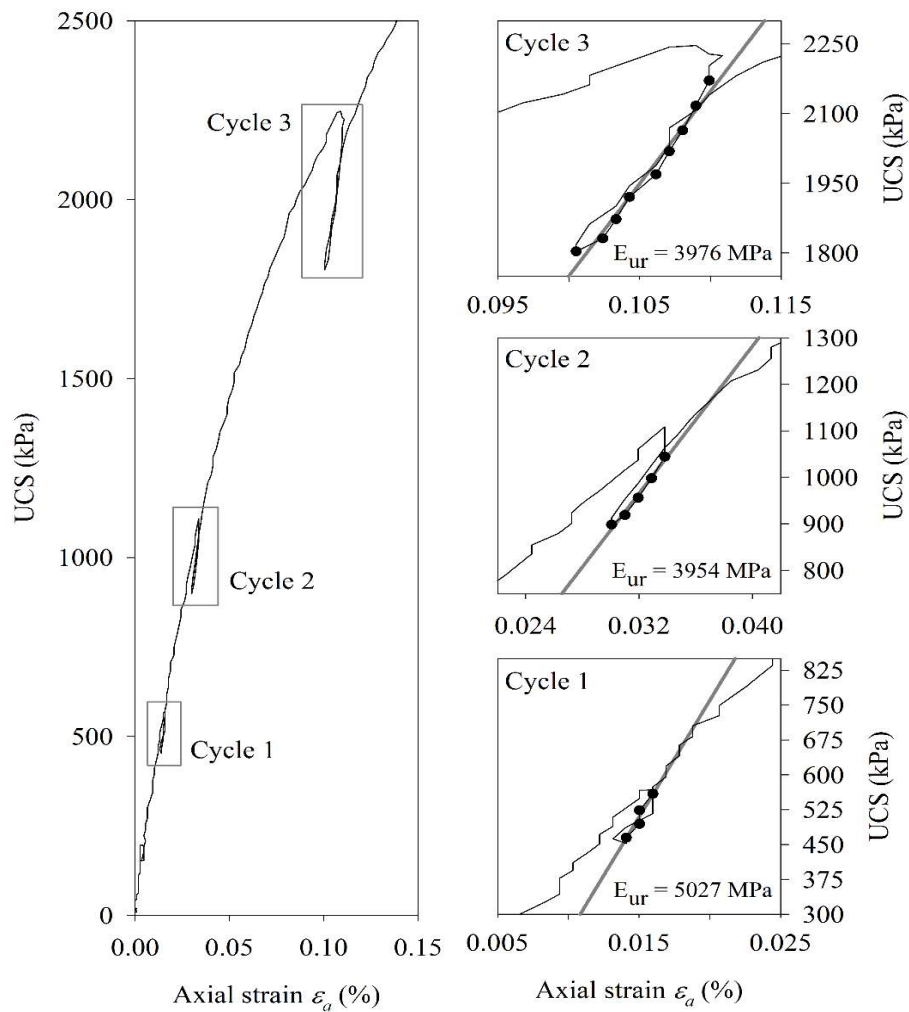 2500
2000
1500
1000
500
0
UCS (kPa)
Cycle 3
Cycle 2
Cycle 1
0.00 0.05 0.10 0.15
Axial strain εa (%)
Cycle 3
Eur = 3976 MPa
2250
2100
1950
1800
UCS (kPa)
0.095 0.105 0.115
Cycle 2
Eur = 3954 MPa
1300
1200
1100
1000
900
800
UCS (kPa)
0.024 0.032 0.040
Cycle 1
Eur = 5027 MPa
825
750
675
600
525
450
375
300
UCS (kPa)
0.005 0.015 0.025
Axial strain εa (%)